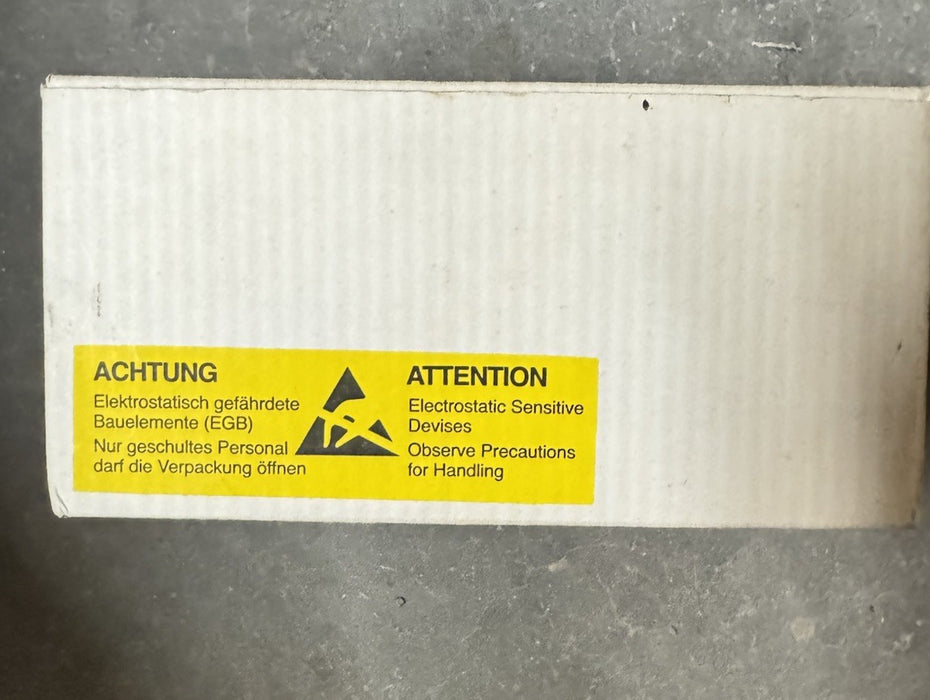 ACHTUNG
Elektrostatisch gefährdete
Bauelemente (EGB)
Nur geschultes Personal
darf die Verpackung öffnen
ATTENTION
Electrostatic Sensitive
Devises
Observe Precautions
for Handling